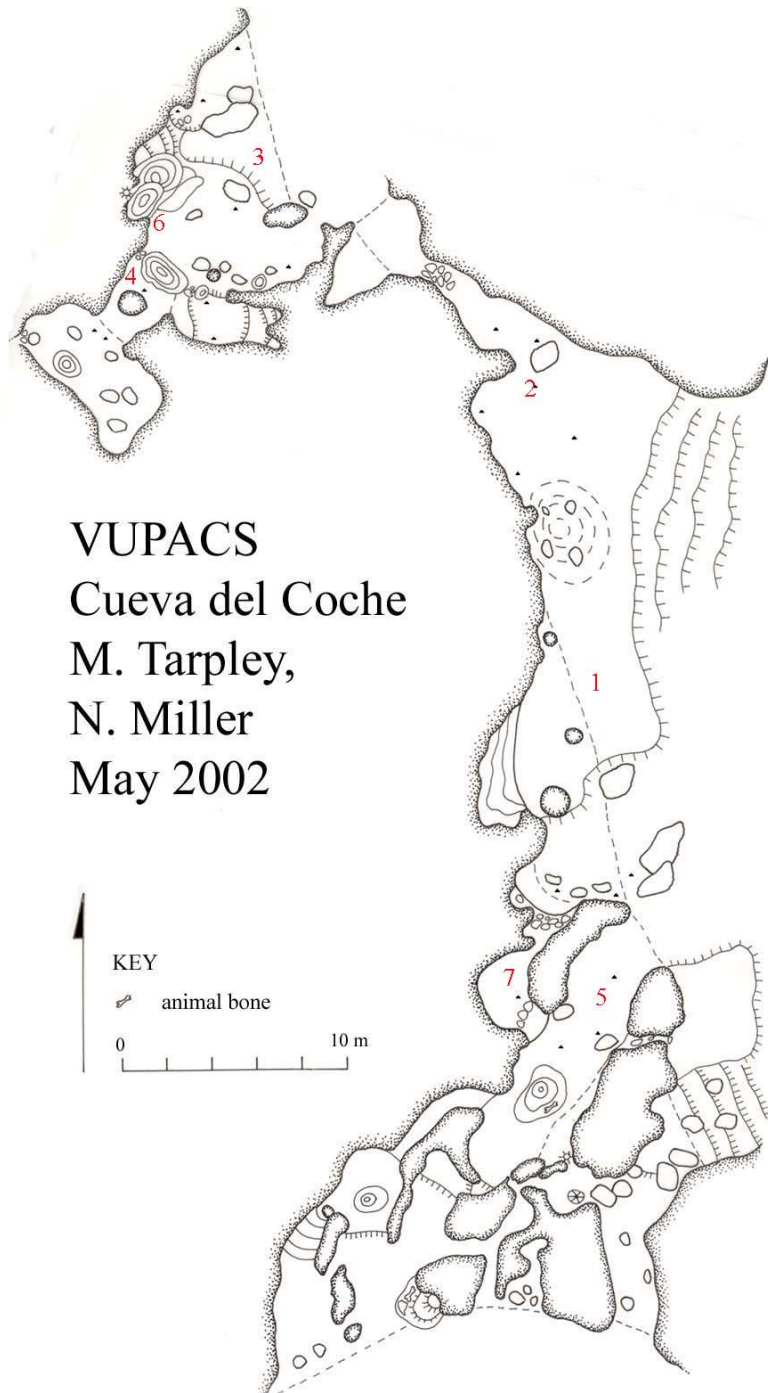 3
6
4
2
VUPACS
Cueva del Coche
M. Tarpley,
N. Miller
May 2002
1
KEY
animal bone
0 10 m
7
5